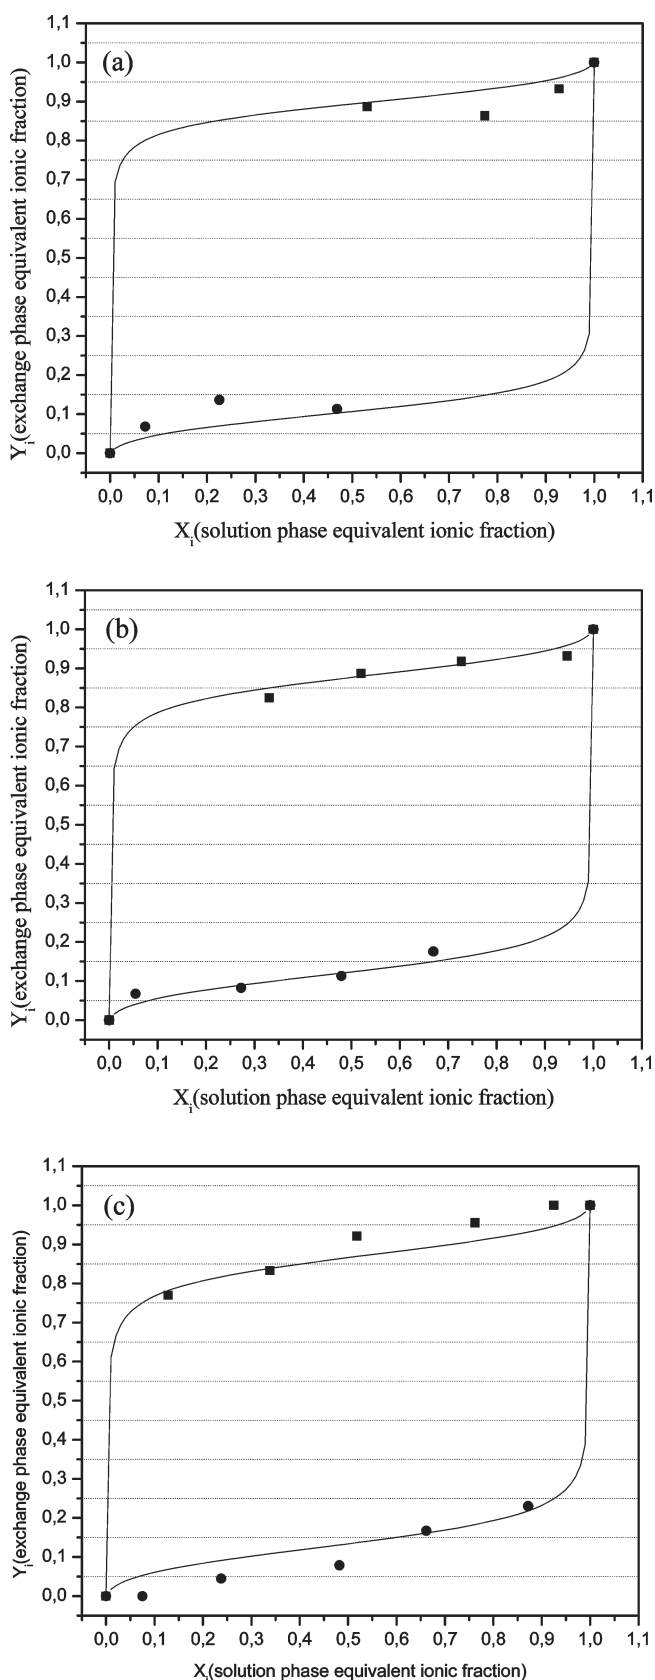 (a)
1,0
0,9
0,8
0,7
0,6
0,5
0,4
0,3
0,2
0,1
0,0
Yi(exchange phase equivalent ionic fraction)
0,0 0,1 0,2 0,3 0,4 0,5 0,6 0,7 0,8 0,9 1,0 1,1
Xi(solution phase equivalent ionic fraction)
(b)
1,1
1,0
0,9
0,8
0,7
0,6
0,5
0,4
0,3
0,2
0,1
0,0
Yi(exchange phase equivalent ionic fraction)
0,0 0,1 0,2 0,3 0,4 0,5 0,6 0,7 0,8 0,9 1,0 1,1
Xi(solution phase equivalent ionic fraction)
(c)
1,1
1,0
0,9
0,8
0,7
0,6
0,5
0,4
0,3
0,2
0,1
0,0
Yi(exchange phase equivalent ionic fraction)
0,0 0,1 0,2 0,3 0,4 0,5 0,6 0,7 0,8 0,9 1,0 1,1
Xi(solution phase equivalent ionic fraction)